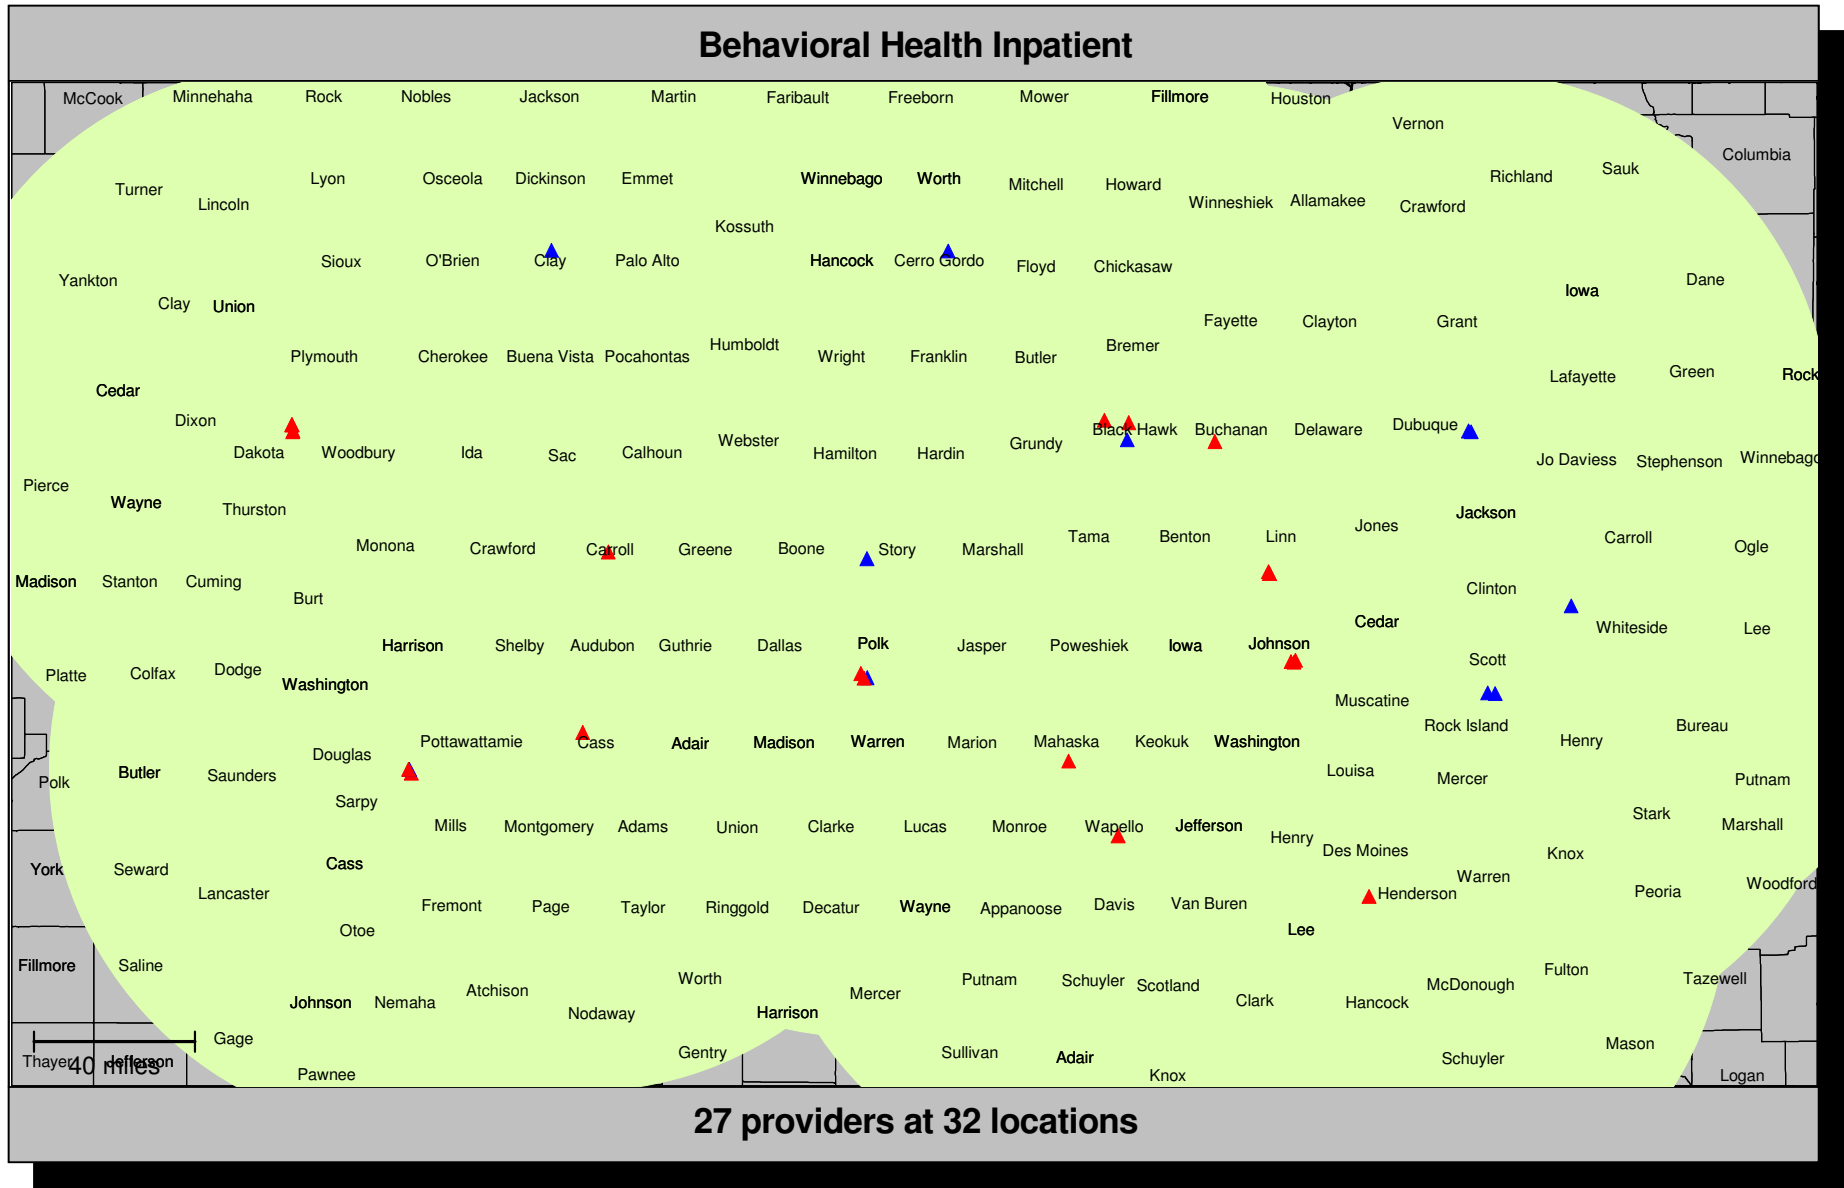 Behavioral Health Inpatient
McCook Minnehaha Rock Nobles Jackson Martin Faribault Freeborn Mower Fillmore Houston
Vernon
Columbia
Turner Lincoln Lyon Osceola Dickinson Emmet Winnebago Worth Mitchell Howard Winneshiek Allamakee Crawford Richland Sauk
Kossuth
Yankton Clay Union Sioux O'Brien Clay Palo Alto Hancock Cerro Gordo Floyd Chickasaw Iowa Dane
Fayette Clayton Grant
Plymouth Cherokee Buena Vista Pocahontas Humboldt Wright Franklin Butler Bremer
Cedar Lafayette Green Rock
Dixon Black Hawk Buchanan Delaware Dubuque
Dakota Woodbury Ida Sac Calhoun Webster Hamilton Hardin Grundy Jo Daviess Stephenson Winnebago
Pierce Wayne Thurston Jackson
Monona Crawford Carroll Greene Boone Story Marshall Tama Benton Linn Jones Carroll Ogle
Madison Stanton Cuming Burt Clinton
Cedar Whiteside Lee
Harrison Shelby Audubon Guthrie Dallas Polk Jasper Poweshiek Iowa Johnson Scott
Platte Colfax Dodge Washington Muscatine
Rock Island Bureau
Douglas Pottawattamie Cass Adair Madison Warren Marion Mahaska Keokuk Washington Henry
Polk Butler Saunders Louisa Mercer Putnam
Sarpy
Mills Montgomery Adams Union Clarke Lucas Monroe Wapello Jefferson Henry Stark Marshall
Des Moines Knox
York Seward Cass Warren Woodford
Lancaster Henderson Peoria
Fremont Page Taylor Ringgold Decatur Wayne Appanoose Davis Van Buren
Otoe Lee
Fillmore Saline Worth Putnam Schuyler Scotland McDonough Fulton Tazewell
Johnson Nemaha Atchison Nodaway Harrison Mercer Clark Hancock
Gage Mason
Thayer Jefferson Gentry Sullivan Adair Schuyler
40 miles
Pawnee Knox Logan
27 providers at 32 locations